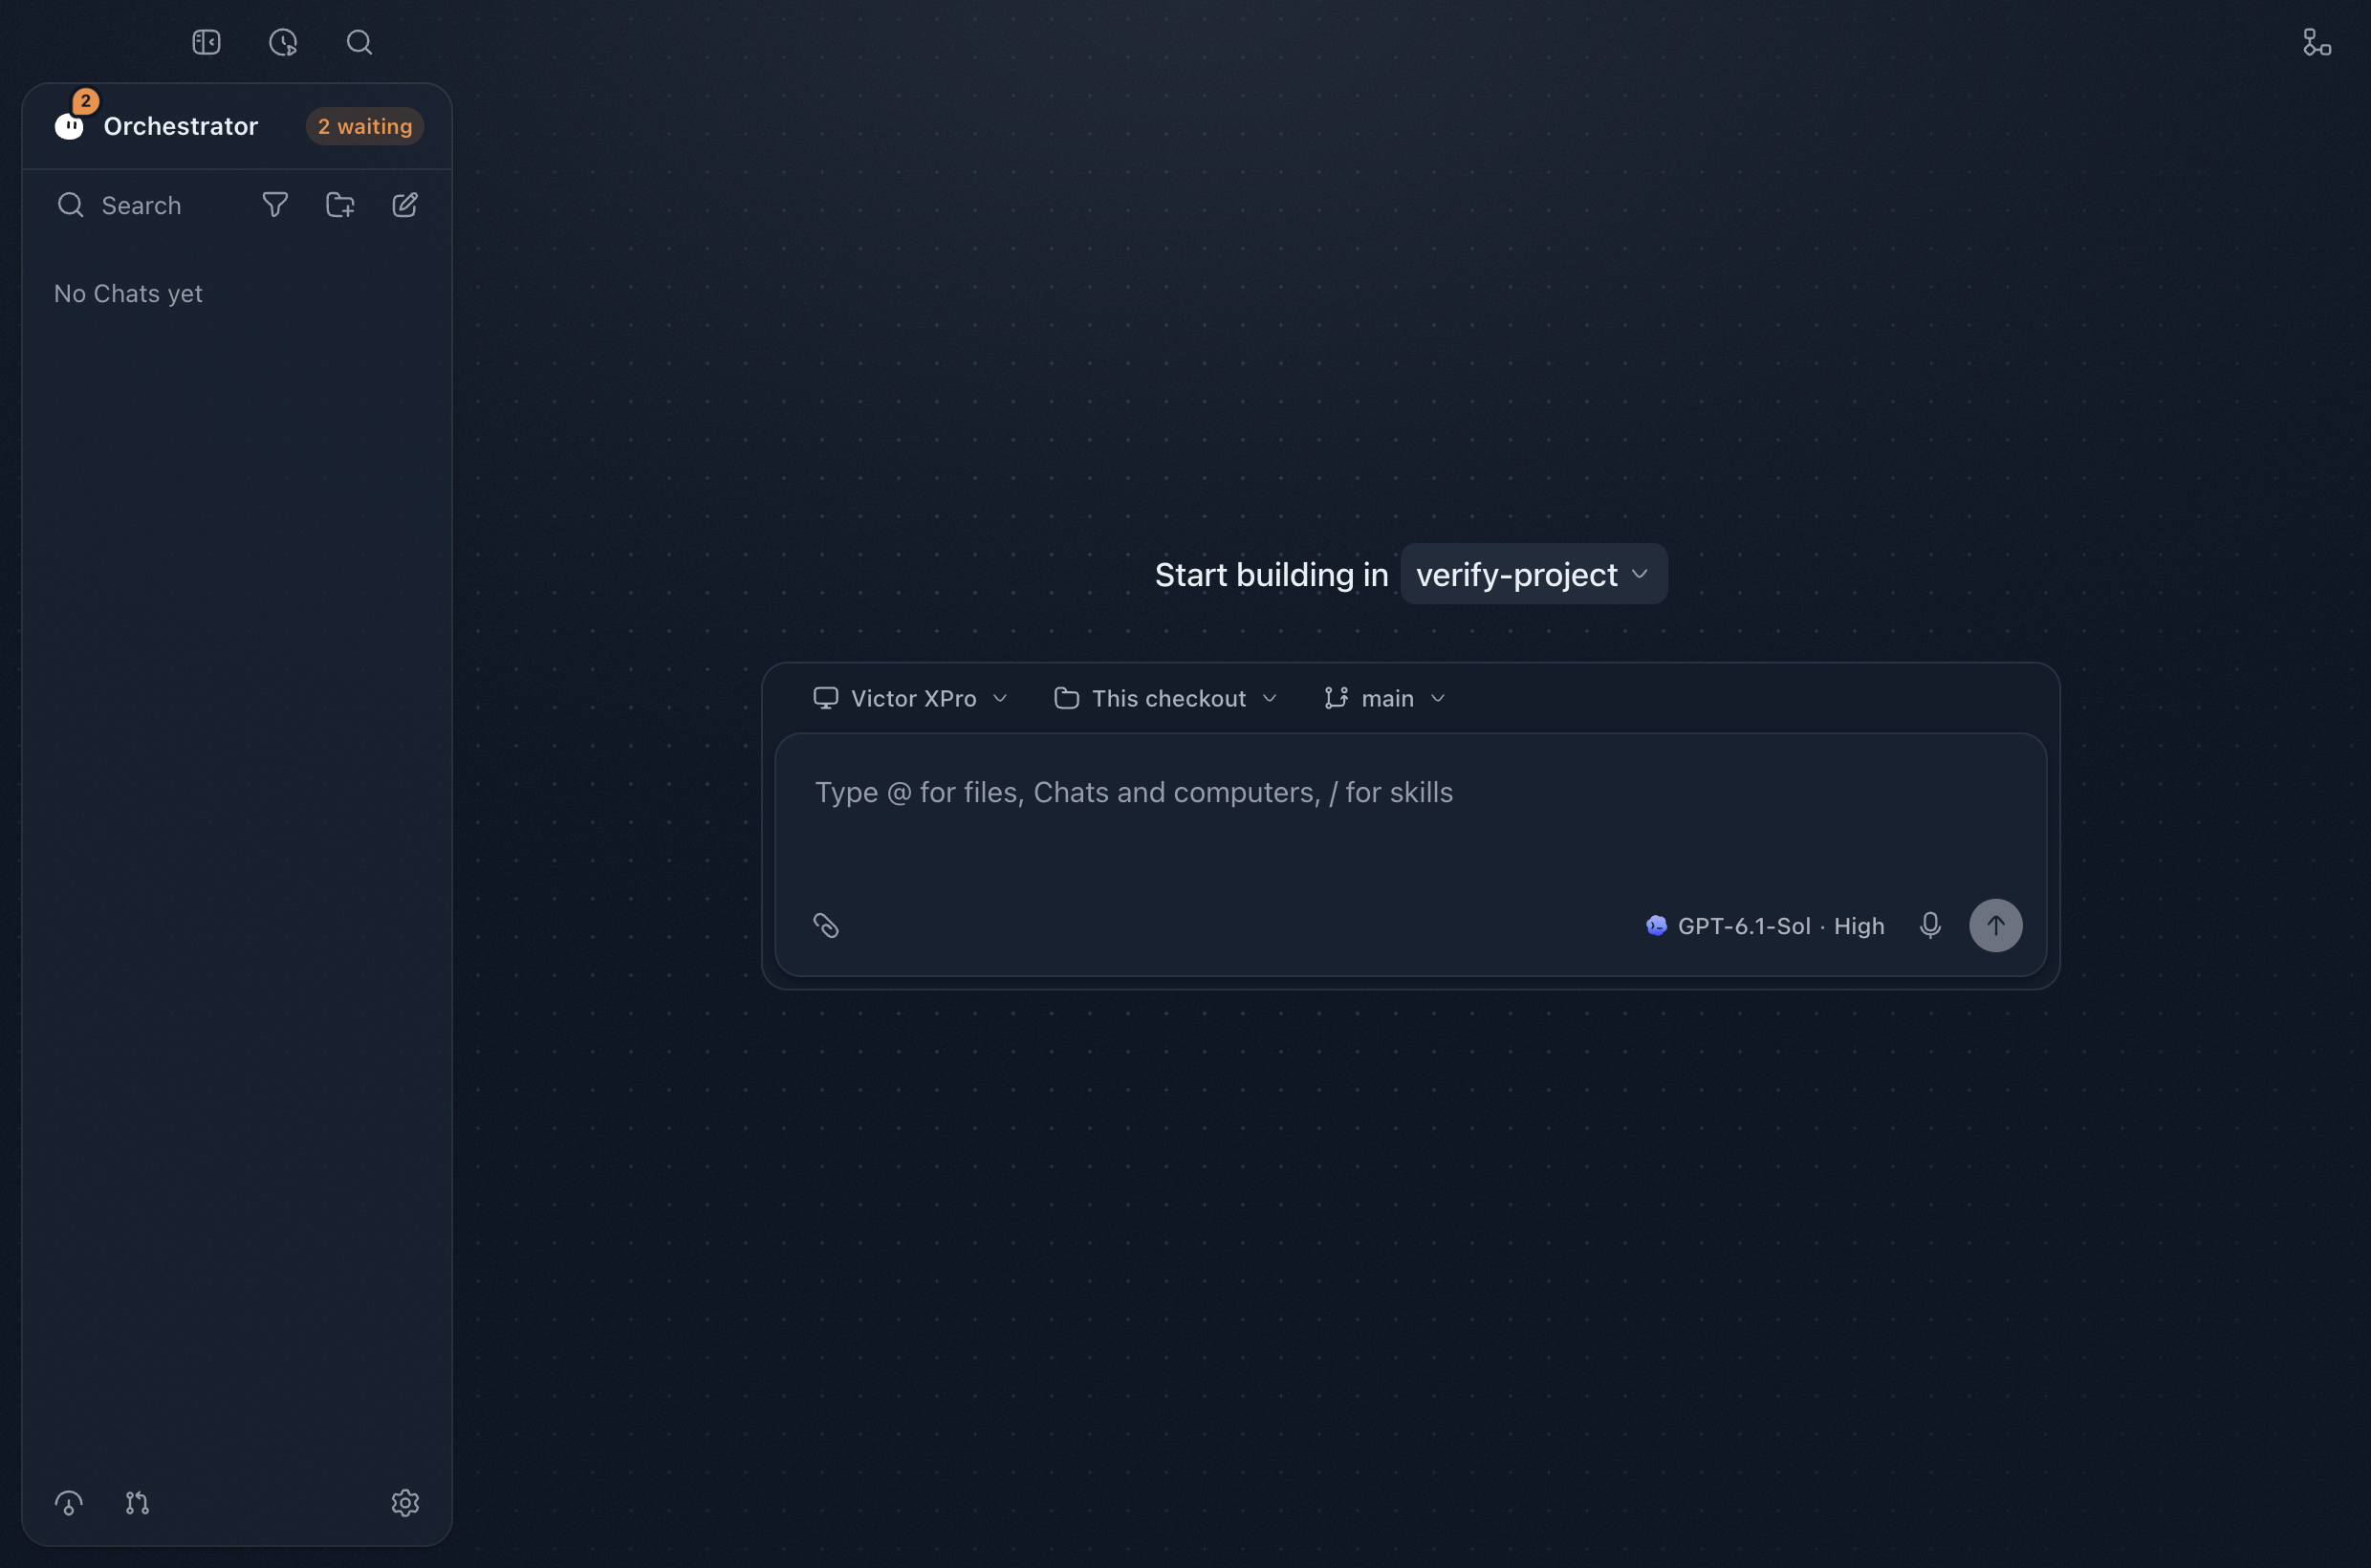 2
Orchestrator
2 waiting
Search
No Chats yet
Start building in verify-project
Victor XPro
This checkout
main
Type @ for files, Chats and computers, / for skills
GPT-6.1-Sol · High